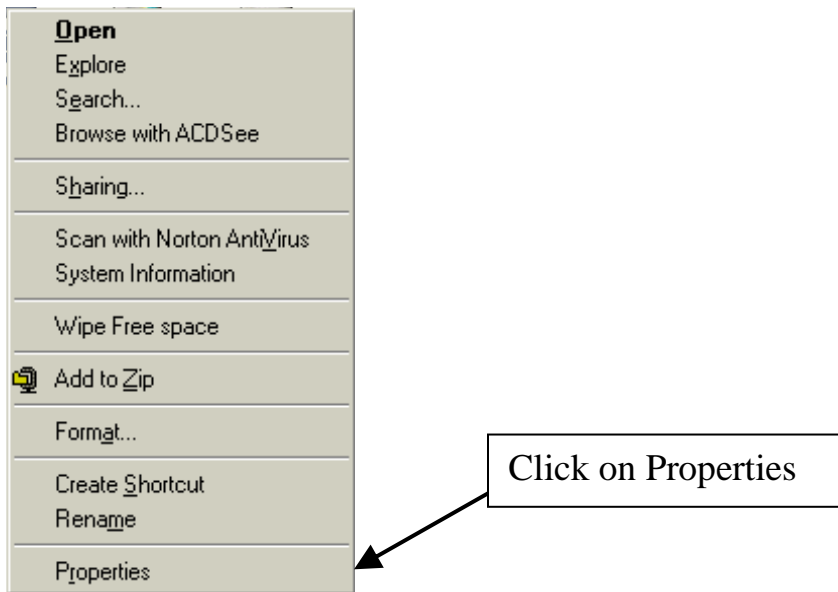 Open
Explore
Search...
Browse with ACDSee
Sharing...
Scan with Norton AntiVirus
System Information
Wipe Free space
Add to Zip
Format...
Create Shortcut
Rename
Properties
Click on Properties